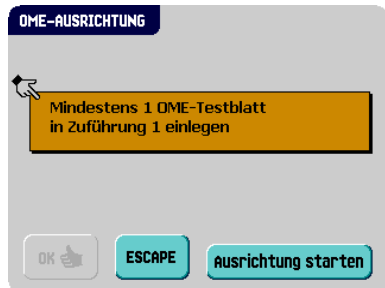 OME-AUSRICHTUNG
Mindestens 1 OME-Testblatt
in Zuführung 1 einlegen
OK
ESCAPE
Ausrichtung starten